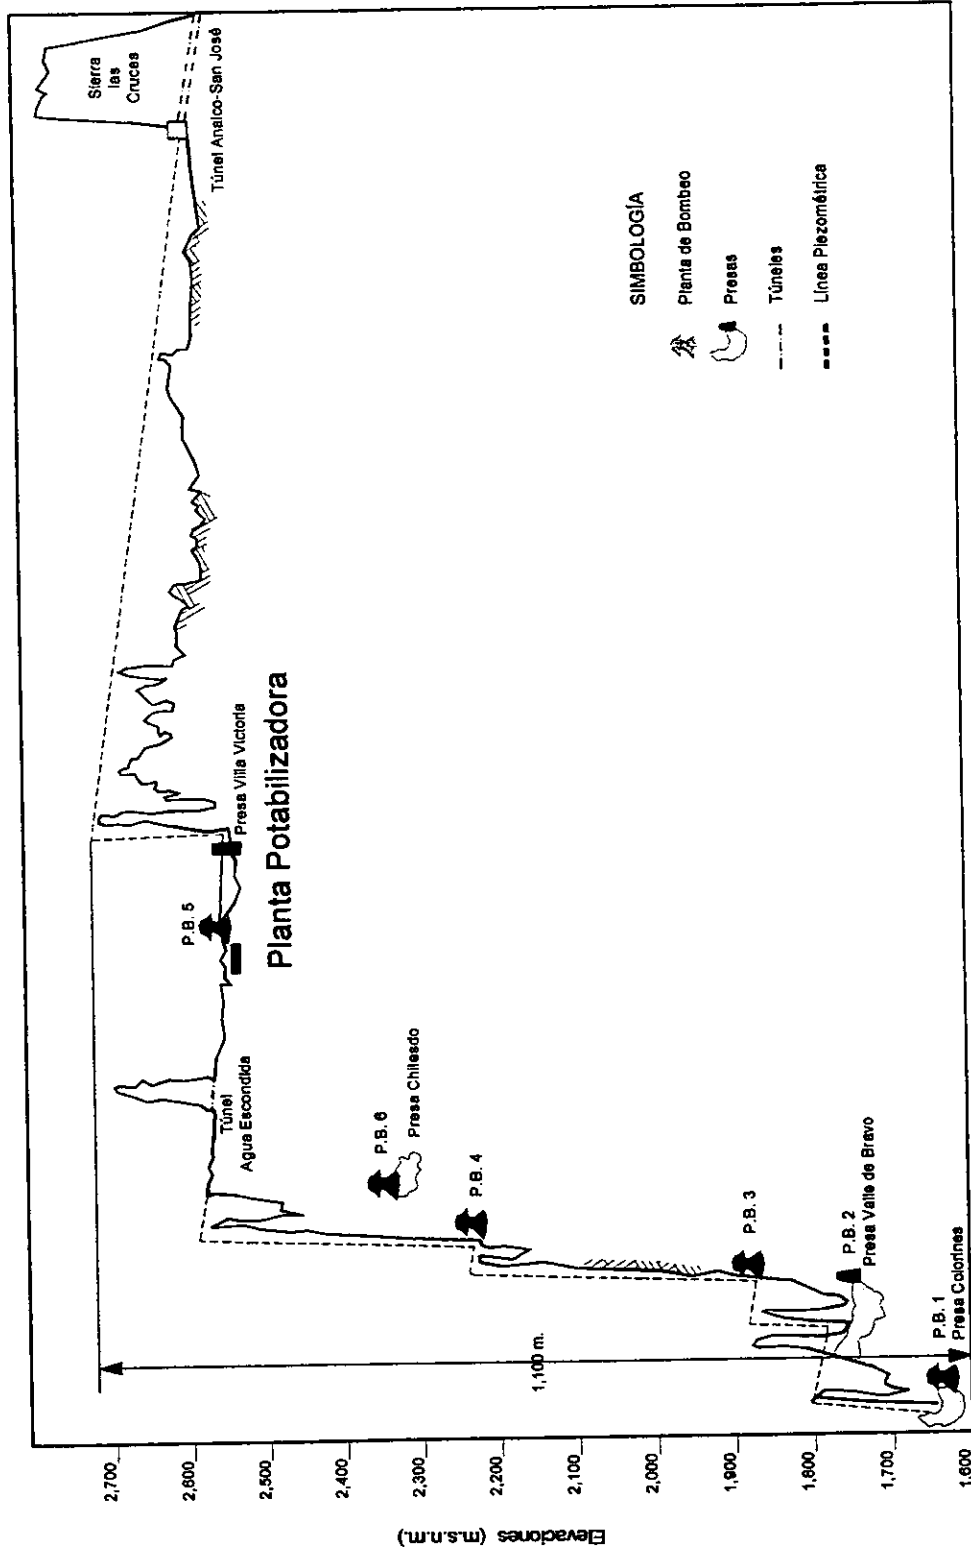 Sierra
las
Cruces
Túnel Analco-San José
SIMBOLOGÍA
Planta de Bombeo
Presas
Túneles
Línea Piezométrica
P.B. 5
Presa Villa Victoria
Planta Potabilizadora
Túnel
Agua Escondida
P.B. 6
Presa Chilesdo
P.B. 4
P.B. 3
P.B. 2
Presa Valle de Bravo
P.B. 1
Presa Colorines
1,100 m.
2,700
2,600
2,500
2,400
2,300
2,200
2,100
2,000
1,900
1,800
1,700
1,600
Elevaciones (m.s.n.m.)